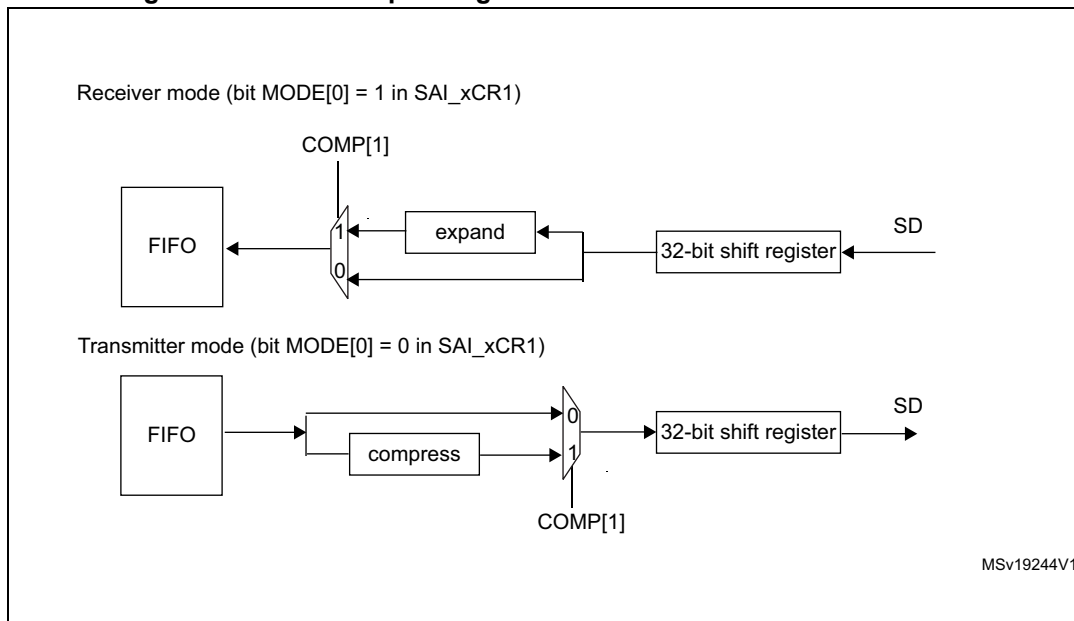 Receiver mode (bit MODE[0] = 1 in SAI_xCR1)
COMP[1]
FIFO
1
0
expand
32-bit shift register
SD
Transmitter mode (bit MODE[0] = 0 in SAI_xCR1)
FIFO
compress
0
1
COMP[1]
32-bit shift register
SD
MSv19244V1